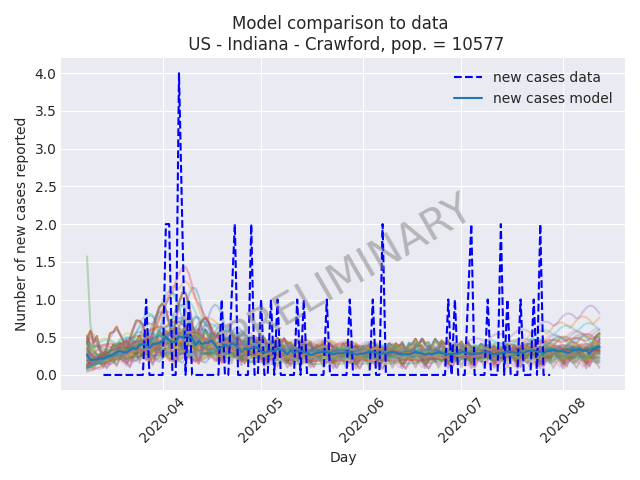 Model comparison to data
US - Indiana - Crawford, pop. = 10577
new cases data
new cases model
Number of new cases reported
4.0
3.5
3.0
2.5
2.0
1.5
1.0
0.5
0.0
PRELIMINARY
2020-04
2020-05
2020-06
2020-07
2020-08
Day